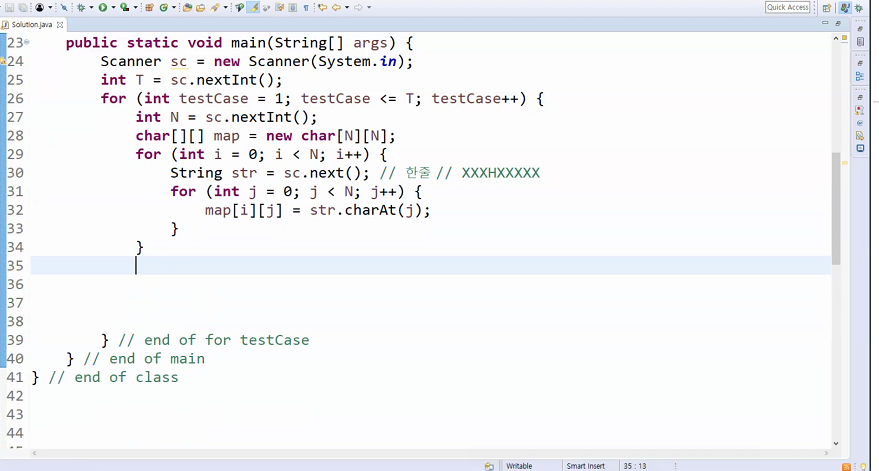 Quick Access
Solution.java
23 public static void main(String[] args) {
24 Scanner sc = new Scanner(System.in);
25 int T = sc.nextInt();
26 for (int testCase = 1; testCase <= T; testCase++) {
27 int N = sc.nextInt();
28 char[][] map = new char[N][N];
29 for (int i = 0; i < N; i++) {
30 String str = sc.next(); // 한줄 // XXXHXXXXX
31 for (int j = 0; j < N; j++) {
32 map[i][j] = str.charAt(j);
33 }
34 }
35
36
37
38
39 } // end of for testCase
40 } // end of main
41 } // end of class
42
43
44
Writable Smart Insert 35 : 13